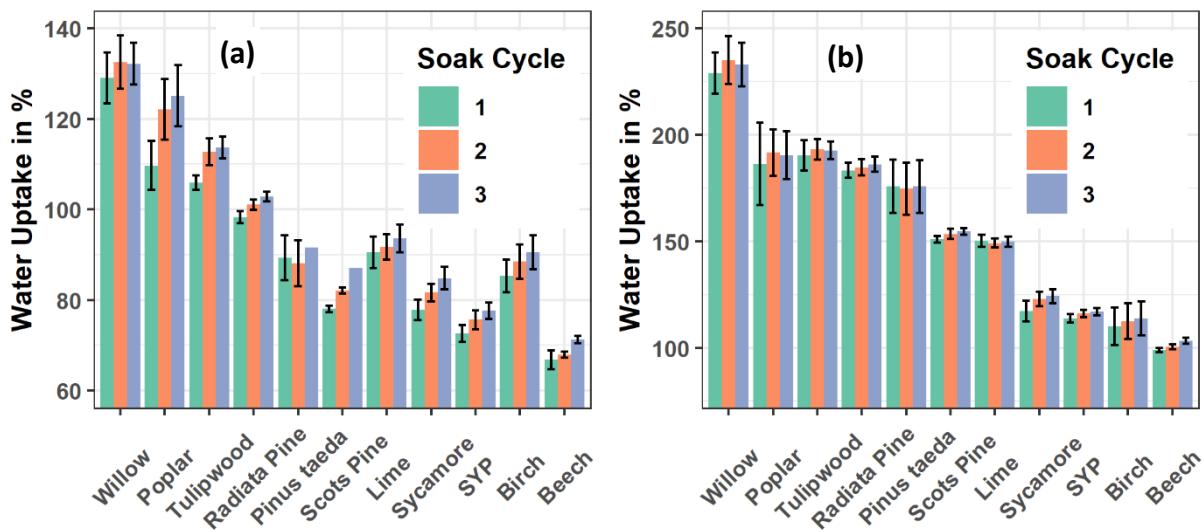 (a)
Soak Cycle
1
2
3
Water Uptake in %
140
120
100
80
60
Willow
Poplar
Tulipwood
Radiata Pine
Pinus taeda
Scots Pine
Lime
Sycamore
SYP
Birch
Beech
(b)
Soak Cycle
1
2
3
Water Uptake in %
250
200
150
100
Willow
Poplar
Tulipwood
Radiata Pine
Pinus taeda
Scots Pine
Lime
Sycamore
SYP
Birch
Beech